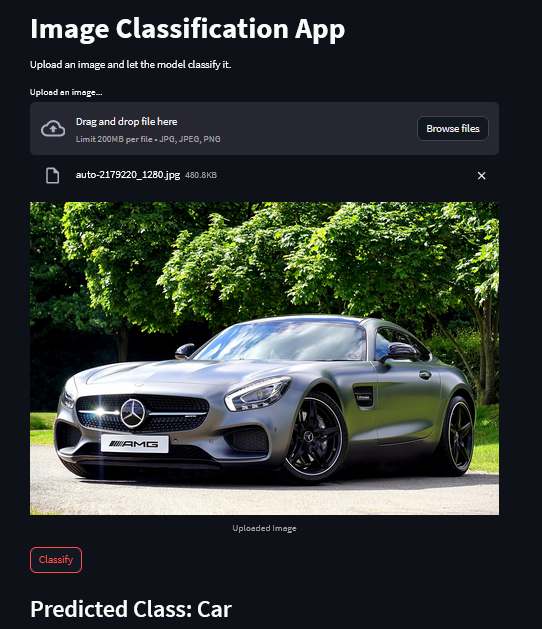 Image Classification App
Upload an image and let the model classify it.
Upload an image...
Drag and drop file here
Limit 200MB per file • JPG, JPEG, PNG
Browse files
auto-2179220_1280.jpg 480.8KB
AMG
Uploaded Image
Classify
Predicted Class: Car